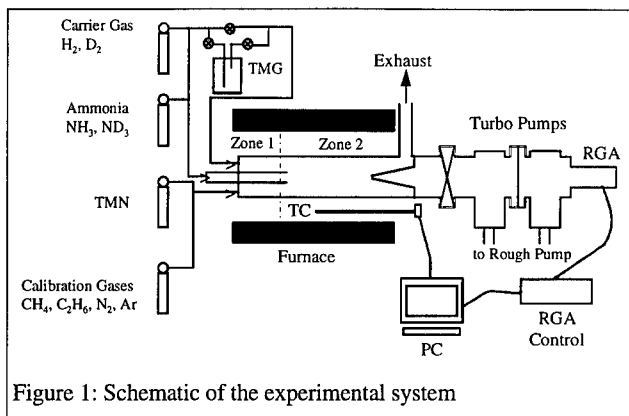 Carrier Gas
H₂, D₂
TMG
Exhaust
Ammonia
NH₃, ND₃
Zone 1
Zone 2
Turbo Pumps
RGA
TMN
TC
to Rough Pump
Furnace
Calibration Gases
CH₄, C₂H₆, N₂, Ar
PC
RGA
Control
Figure 1: Schematic of the experimental system